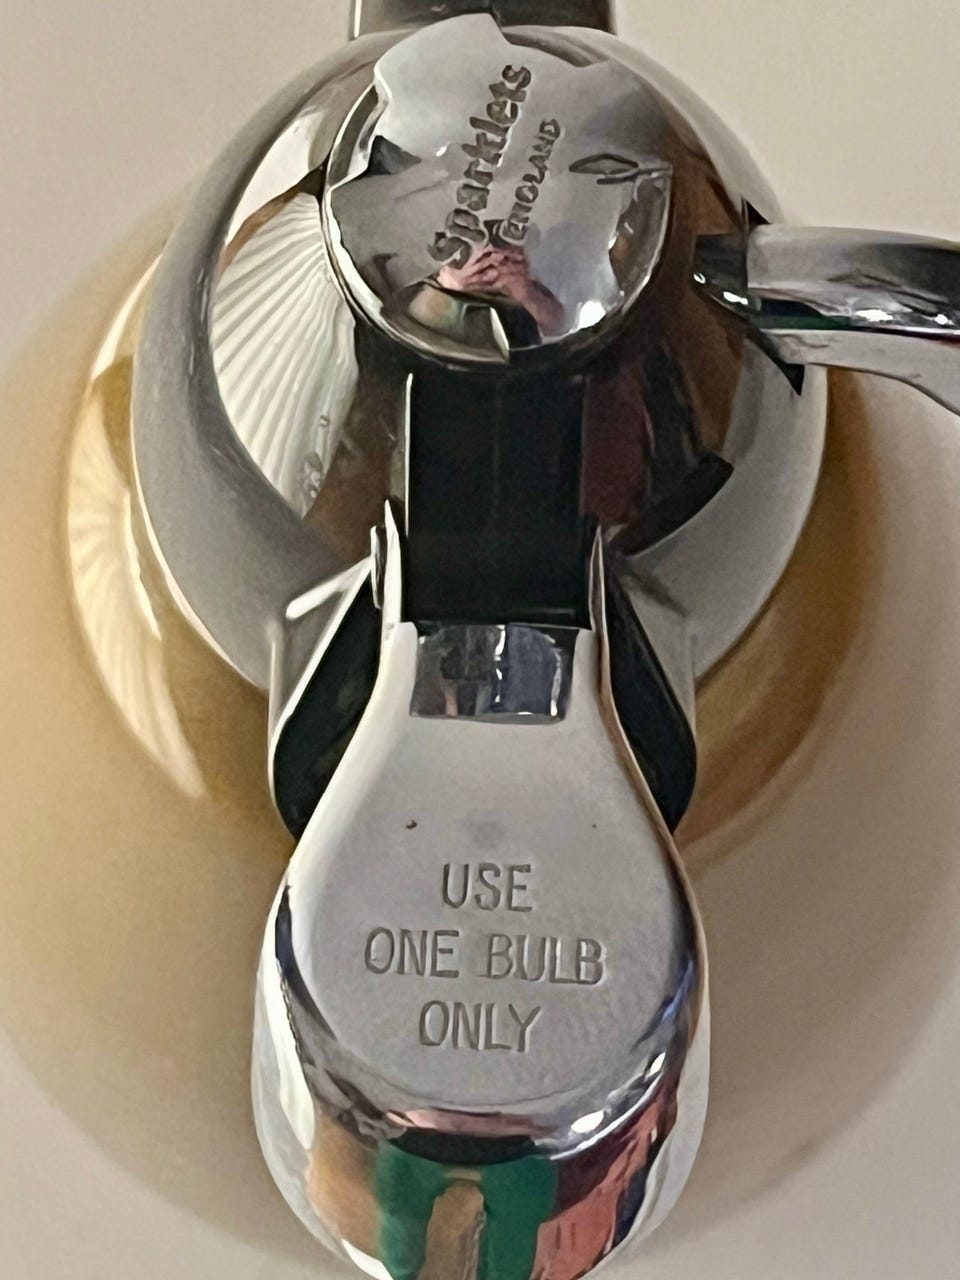 Sparklets
ENGLAND
USE
ONE BULB
ONLY